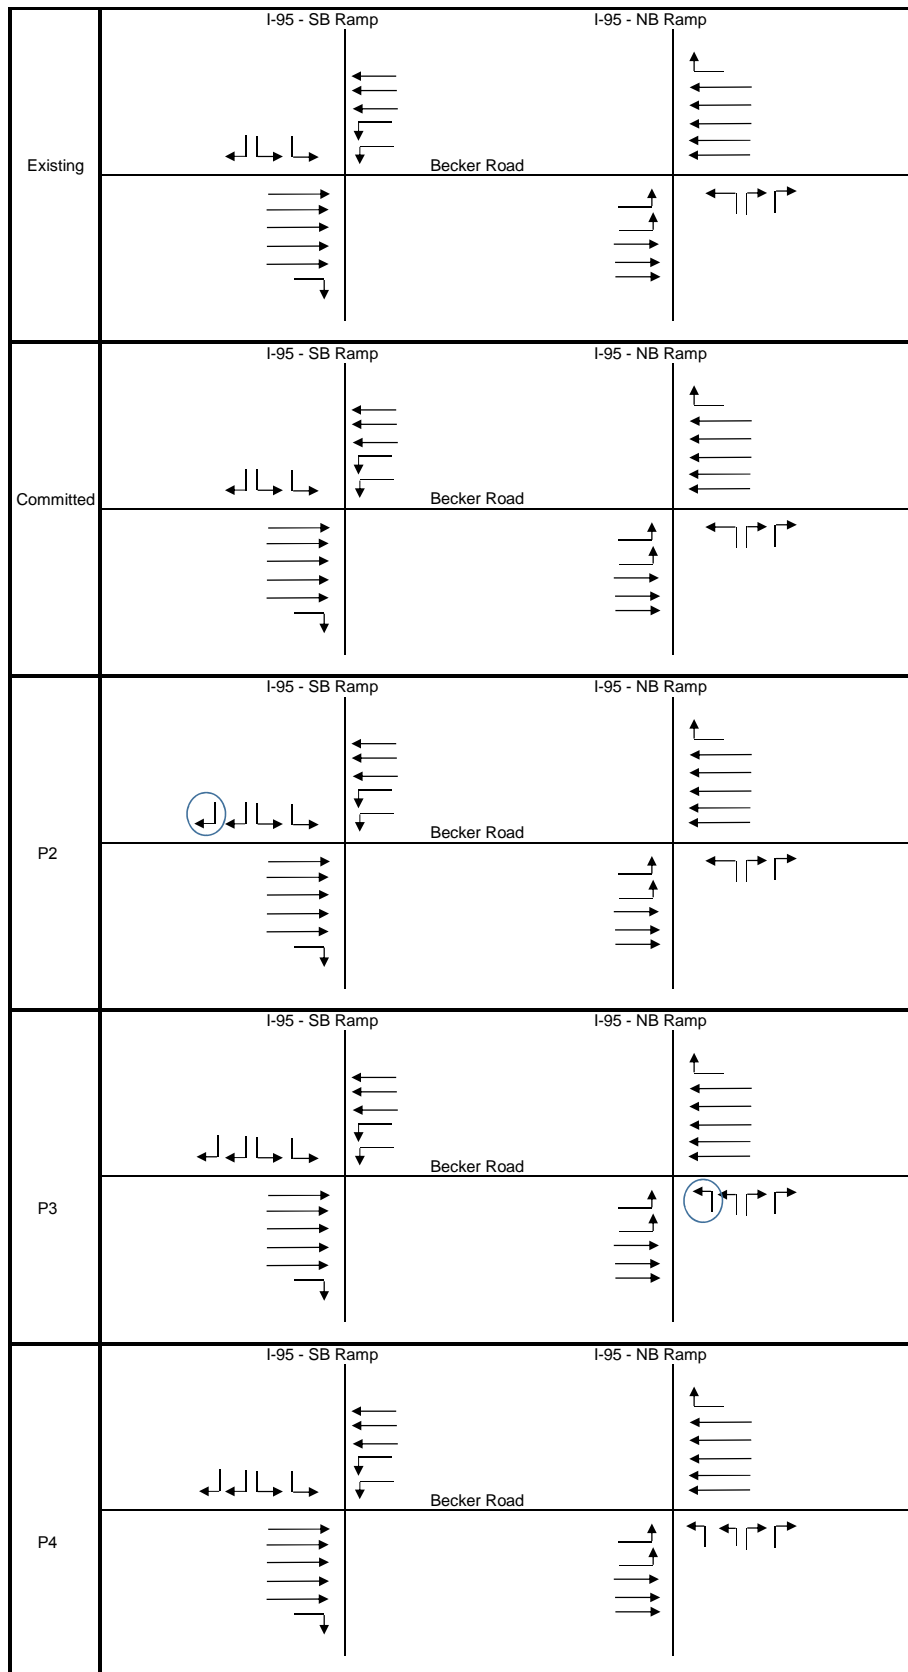 I-95 - SB Ramp I-95 - NB Ramp
Existing Becker Road
I-95 - SB Ramp I-95 - NB Ramp
Committed Becker Road
I-95 - SB Ramp I-95 - NB Ramp
Becker Road
P2
I-95 - SB Ramp I-95 - NB Ramp
Becker Road
P3
I-95 - SB Ramp I-95 - NB Ramp
Becker Road
P4